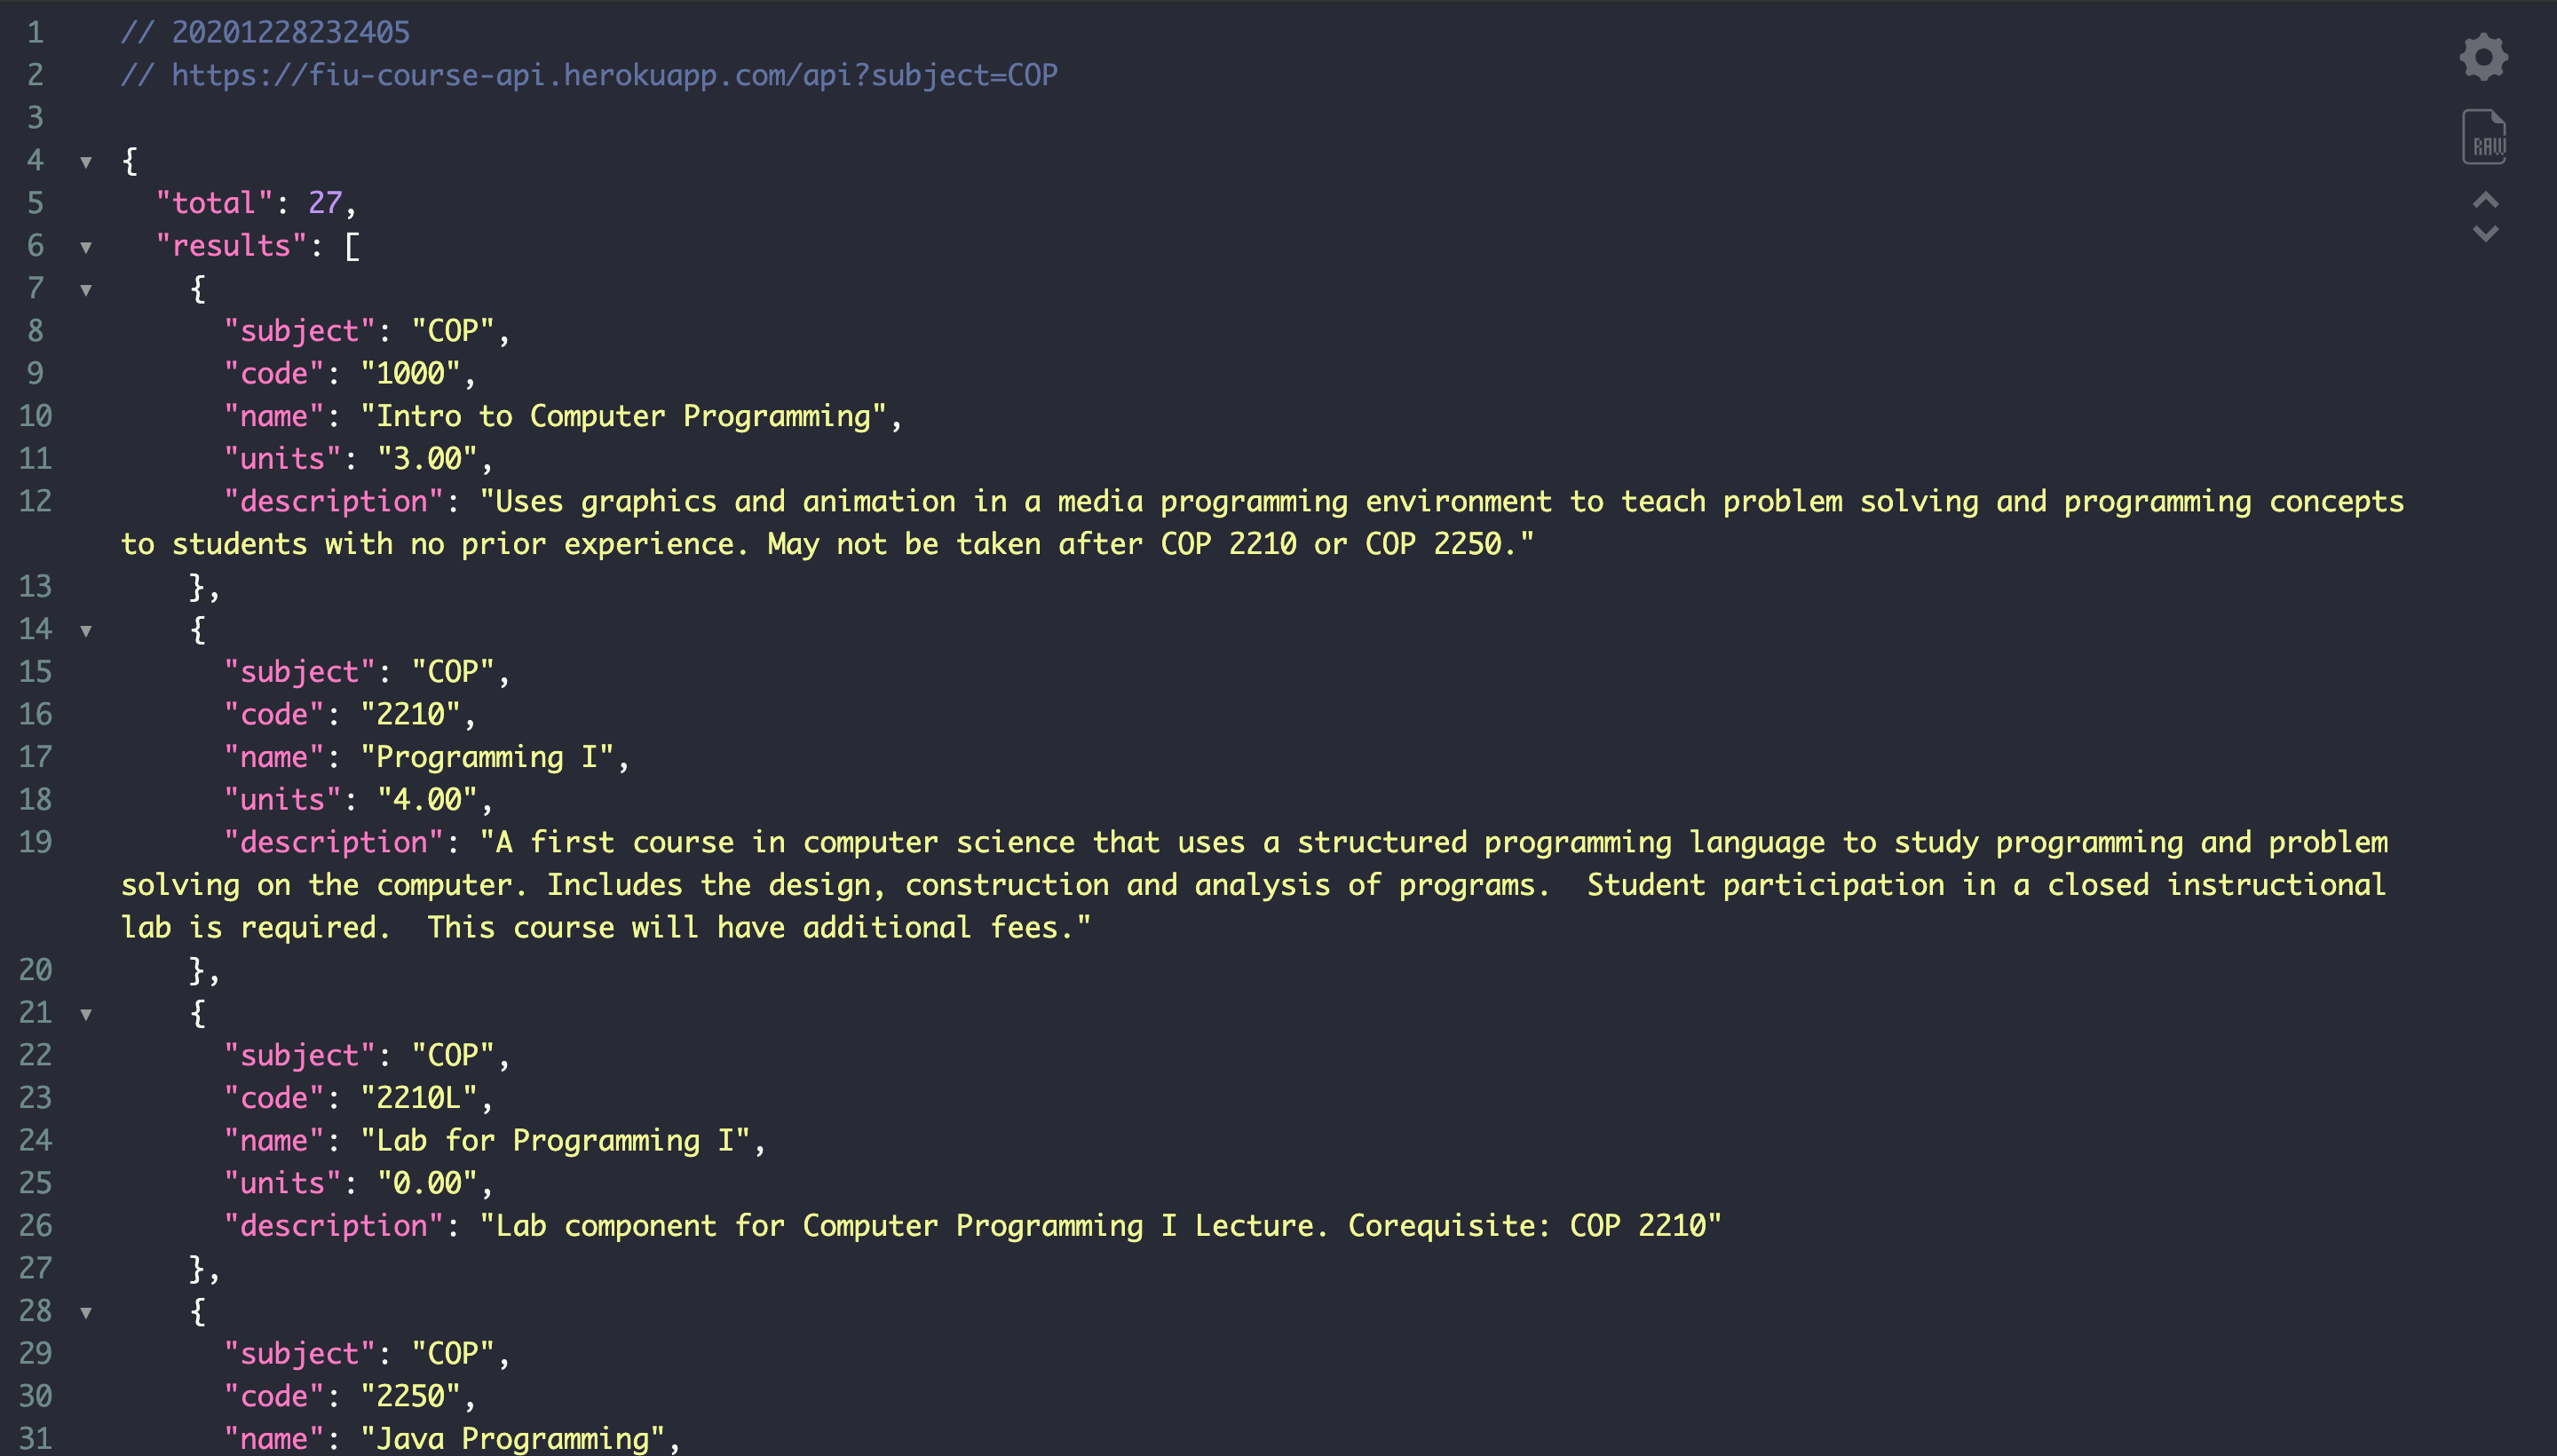 1 // 20201228232405
2 // https://fiu-course-api.herokuapp.com/api?subject=COP
3
4 {
5 "total": 27,
6 "results": [
7 {
8 "subject": "COP",
9 "code": "1000",
10 "name": "Intro to Computer Programming",
11 "units": "3.00",
12 "description": "Uses graphics and animation in a media programming environment to teach problem solving and programming concepts
to students with no prior experience. May not be taken after COP 2210 or COP 2250."
13 },
14 {
15 "subject": "COP",
16 "code": "2210",
17 "name": "Programming I",
18 "units": "4.00",
19 "description": "A first course in computer science that uses a structured programming language to study programming and problem
solving on the computer. Includes the design, construction and analysis of programs.  Student participation in a closed instructional
lab is required.  This course will have additional fees."
20 },
21 {
22 "subject": "COP",
23 "code": "2210L",
24 "name": "Lab for Programming I",
25 "units": "0.00",
26 "description": "Lab component for Computer Programming I Lecture. Corequisite: COP 2210"
27 },
28 {
29 "subject": "COP",
30 "code": "2250",
31 "name": "Java Programming",
RAW